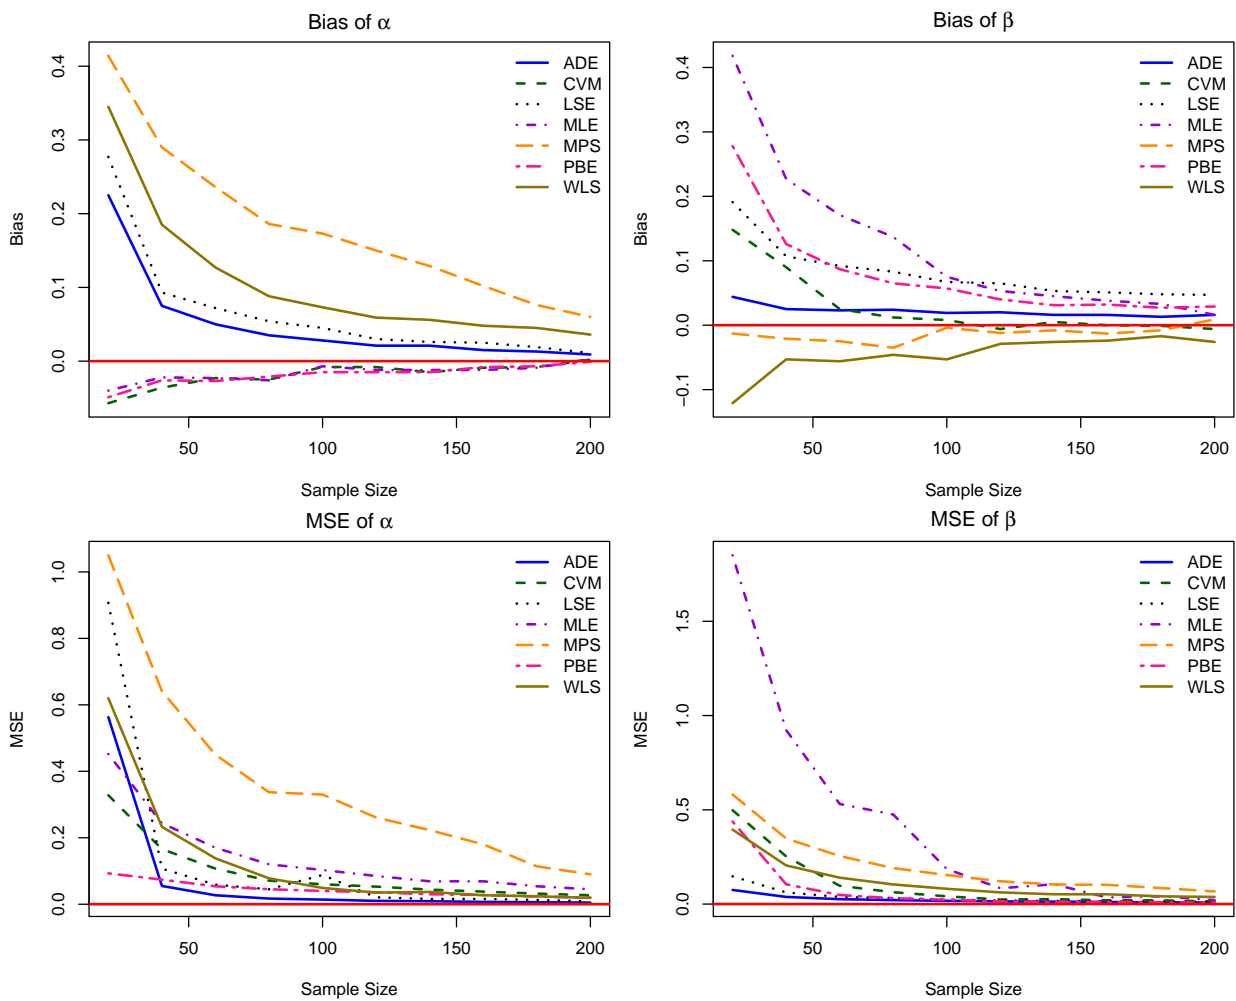 Bias of α
0.0
0.1
0.2
0.3
0.4
Bias
50
100
150
200
Sample Size
ADE
CVM
LSE
MLE
MPS
PBE
WLS
Bias of β
−0.1
0.0
0.1
0.2
0.3
0.4
Bias
50
100
150
200
Sample Size
ADE
CVM
LSE
MLE
MPS
PBE
WLS
MSE of α
0.0
0.2
0.4
0.6
0.8
1.0
MSE
50
100
150
200
Sample Size
ADE
CVM
LSE
MLE
MPS
PBE
WLS
MSE of β
0.0
0.5
1.0
1.5
MSE
50
100
150
200
Sample Size
ADE
CVM
LSE
MLE
MPS
PBE
WLS